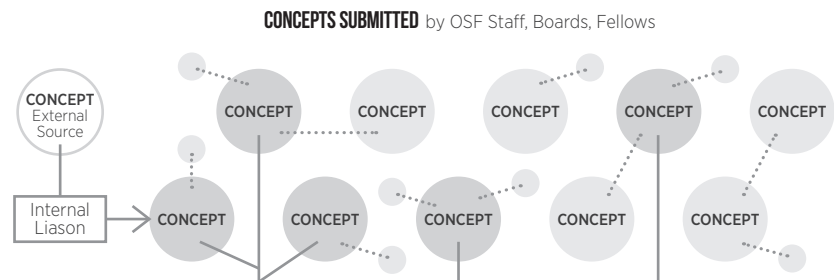 CONCEPTS SUBMITTED by OSF Staff, Boards, Fellows
CONCEPT
External
Source
CONCEPT
CONCEPT
CONCEPT
CONCEPT
CONCEPT
Internal
Liason
CONCEPT
CONCEPT
CONCEPT
CONCEPT
CONCEPT